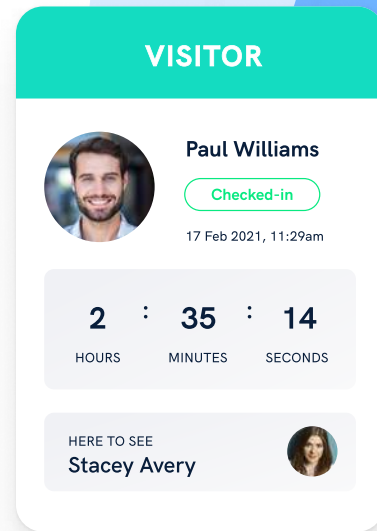 VISITOR
Paul Williams
Checked-in
17 Feb 2021, 11:29am
2 : 35 : 14
HOURS MINUTES SECONDS
HERE TO SEE
Stacey Avery